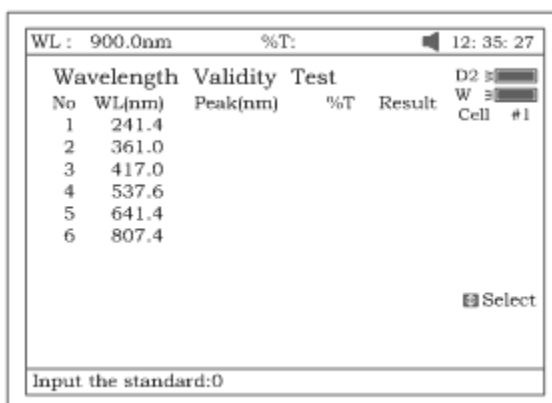 WL : 900.0nm %T: 12: 35: 27
Wavelength Validity Test D2
No WL(nm) Peak(nm) %T Result W
Cell #1
1 241.4
2 361.0
3 417.0
4 537.6
5 641.4
6 807.4
Select
Input the standard:0